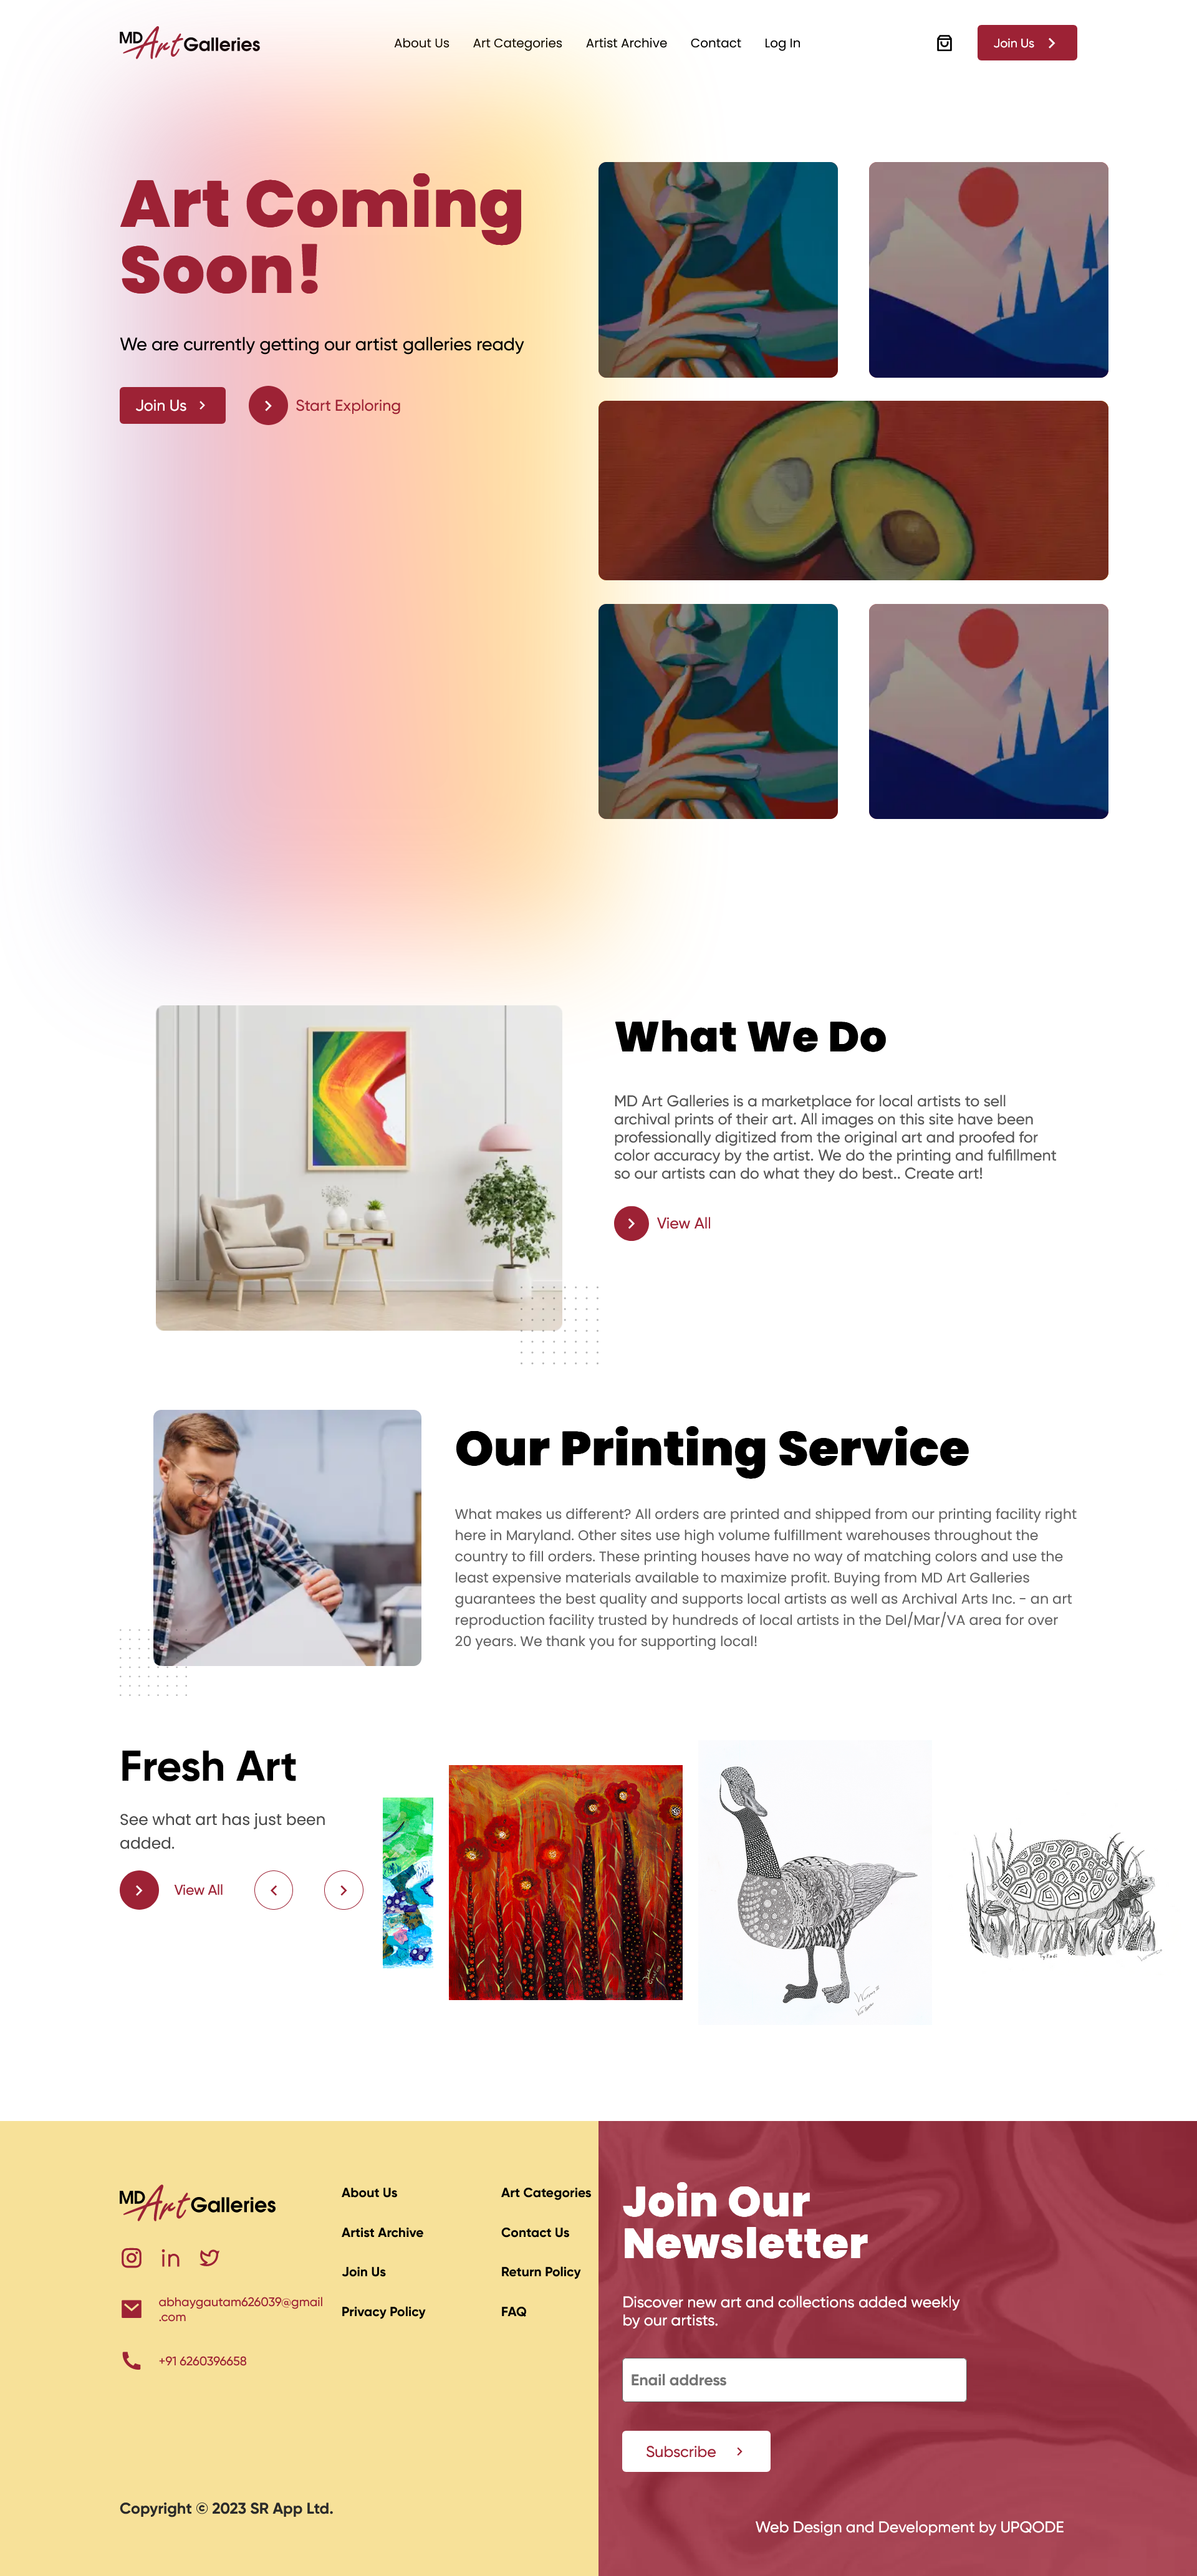 MD Art Galleries
About Us
Art Categories
Artist Archive
Contact
Log In
Join Us
Art Coming
Soon!
We are currently getting our artist galleries ready
Join Us
Start Exploring
What We Do
MD Art Galleries is a marketplace for local artists to sell
archival prints of their art. All images on this site have been
professionally digitized from the original art and proofed for
color accuracy by the artist. We do the printing and fulfillment
so our artists can do what they do best.. Create art!
View All
Our Printing Service
What makes us different? All orders are printed and shipped from our printing facility right
here in Maryland. Other sites use high volume fulfillment warehouses throughout the
country to fill orders. These printing houses have no way of matching colors and use the
least expensive materials available to maximize profit. Buying from MD Art Galleries
guarantees the best quality and supports local artists as well as Archival Arts Inc. - an art
reproduction facility trusted by hundreds of local artists in the Del/Mar/VA area for over
20 years. We thank you for supporting local!
Fresh Art
See what art has just been
added.
View All
MD Art Galleries
abhaygautam626039@gmail
.com
+91 6260396658
About Us
Artist Archive
Join Us
Privacy Policy
Art Categories
Contact Us
Return Policy
FAQ
Copyright © 2023 SR App Ltd.
Join Our
Newsletter
Discover new art and collections added weekly
by our artists.
Enail address
Subscribe
Web Design and Development by UPQODE